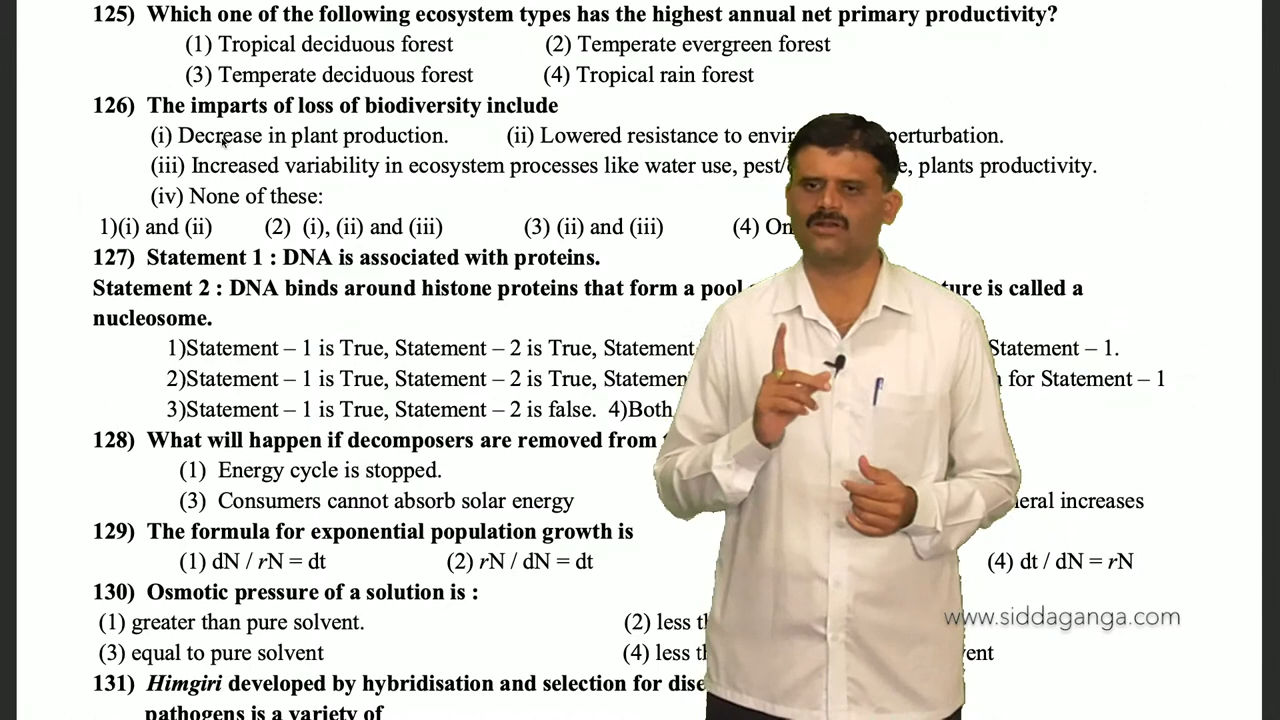 125) Which one of the following ecosystem types has the highest annual net primary productivity?
(1) Tropical deciduous forest (2) Temperate evergreen forest
(3) Temperate deciduous forest (4) Tropical rain forest
126) The imparts of loss of biodiversity include
(i) Decrease in plant production. (ii) Lowered resistance to perturbation.
(iii) Increased variability in ecosystem processes like water use, plants productivity.
(iv) None of these:
1)(i) and (ii) (2) (i), (ii) and (iii) (3) (ii) and (iii) (4)
127) Statement 1 : DNA is associated with proteins.
Statement 2 : DNA binds around histone proteins that form a pool is called a
nucleosome.
1)Statement – 1 is True, Statement – 2 is True, Statement Statement – 1.
2)Statement – 1 is True, Statement – 2 is True, for Statement – 1
3)Statement – 1 is True, Statement – 2 is false. 4)Both
128) What will happen if decomposers are removed from
(1) Energy cycle is stopped.
(3) Consumers cannot absorb solar energy increases
129) The formula for exponential population growth is
(1) dN / rN = dt (2) rN / dN = dt (4) dt / dN = rN
130) Osmotic pressure of a solution is :
(1) greater than pure solvent. (2) less
(3) equal to pure solvent (4) less
131) Himgiri developed by hybridisation and selection for
pathogens is a variety of
www.siddaganga.com